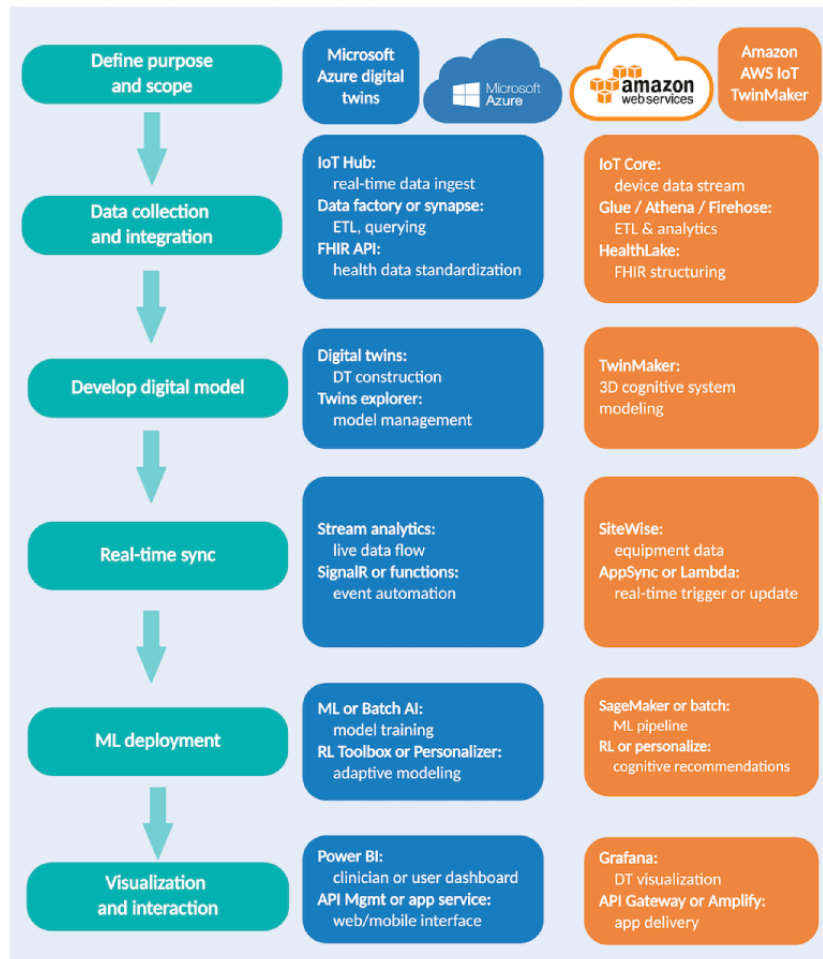 Define purpose
and scope
Microsoft
Azure digital
twins
Microsoft
Azure
amazon
webservices
Amazon
AWS IoT
TwinMaker
Data collection
and integration
IoT Hub:
real-time data ingest
Data factory or synapse:
ETL, querying
FHIR API:
health data standardization
IoT Core:
device data stream
Glue / Athena / Firehose:
ETL & analytics
HealthLake:
FHIR structuring
Develop digital model
Digital twins:
DT construction
Twins explorer:
model management
TwinMaker:
3D cognitive system
modeling
Real-time sync
Stream analytics:
live data flow
SignalR or functions:
event automation
SiteWise:
equipment data
AppSync or Lambda:
real-time trigger or update
ML deployment
ML or Batch AI:
model training
RL Toolbox or Personalizer:
adaptive modeling
SageMaker or batch:
ML pipeline
RL or personalize:
cognitive recommendations
Visualization
and interaction
Power BI:
clinician or user dashboard
API Mgmt or app service:
web/mobile interface
Grafana:
DT visualization
API Gateway or Amplify:
app delivery